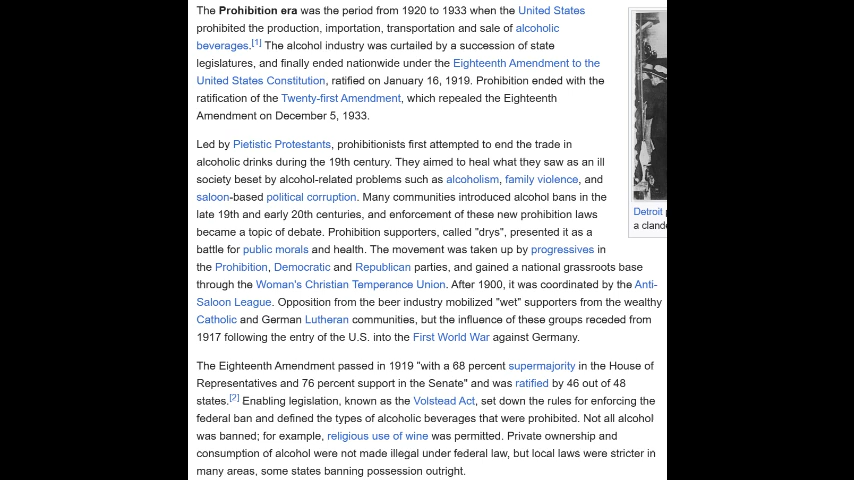 The Prohibition era was the period from 1920 to 1933 when the United States
prohibited the production, importation, transportation and sale of alcoholic
beverages.[1] The alcohol industry was curtailed by a succession of state
legislatures, and finally ended nationwide under the Eighteenth Amendment to the
United States Constitution, ratified on January 16, 1919. Prohibition ended with the
ratification of the Twenty-first Amendment, which repealed the Eighteenth
Amendment on December 5, 1933.
Led by Pietistic Protestants, prohibitionists first attempted to end the trade in
alcoholic drinks during the 19th century. They aimed to heal what they saw as an ill
society beset by alcohol-related problems such as alcoholism, family violence, and
saloon-based political corruption. Many communities introduced alcohol bans in the
late 19th and early 20th centuries, and enforcement of these new prohibition laws
became a topic of debate. Prohibition supporters, called "drys", presented it as a
battle for public morals and health. The movement was taken up by progressives in
the Prohibition, Democratic and Republican parties, and gained a national grassroots base
through the Woman's Christian Temperance Union. After 1900, it was coordinated by the Anti-
Saloon League. Opposition from the beer industry mobilized "wet" supporters from the wealthy
Catholic and German Lutheran communities, but the influence of these groups receded from
1917 following the entry of the U.S. into the First World War against Germany.
The Eighteenth Amendment passed in 1919 "with a 68 percent supermajority in the House of
Representatives and 76 percent support in the Senate" and was ratified by 46 out of 48
states.[2] Enabling legislation, known as the Volstead Act, set down the rules for enforcing the
federal ban and defined the types of alcoholic beverages that were prohibited. Not all alcohol
was banned; for example, religious use of wine was permitted. Private ownership and
consumption of alcohol were not made illegal under federal law, but local laws were stricter in
many areas, some states banning possession outright.
Detroit
a